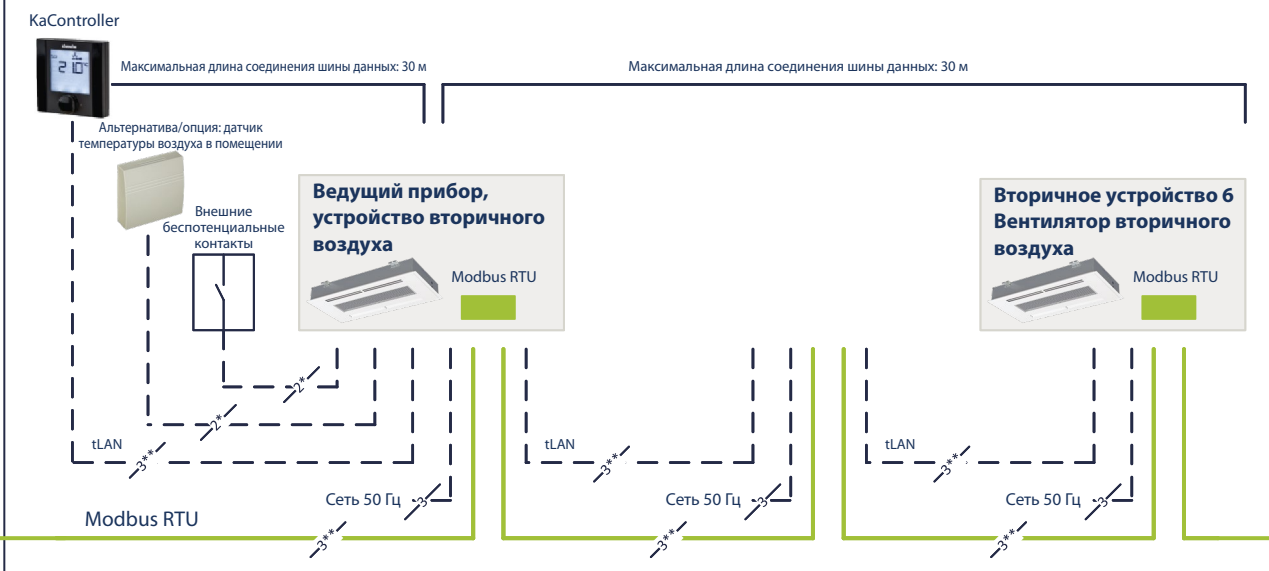 KaController
21.0
Максимальная длина соединения шины данных: 30 м
Максимальная длина соединения шины данных: 30 м
Альтернатива/опция: датчик
температуры воздуха в помещении
Внешние
беспотенциальные
контакты
Ведущий прибор,
устройство вторичного
воздуха
Modbus RTU
Вторичное устройство 6
Вентилятор вторичного
воздуха
Modbus RTU
2*
2*
tLAN
3**
tLAN
3**
tLAN
3**
Сеть 50 Гц
3
Сеть 50 Гц
3
Сеть 50 Гц
3
Modbus RTU
3**
3**
3**